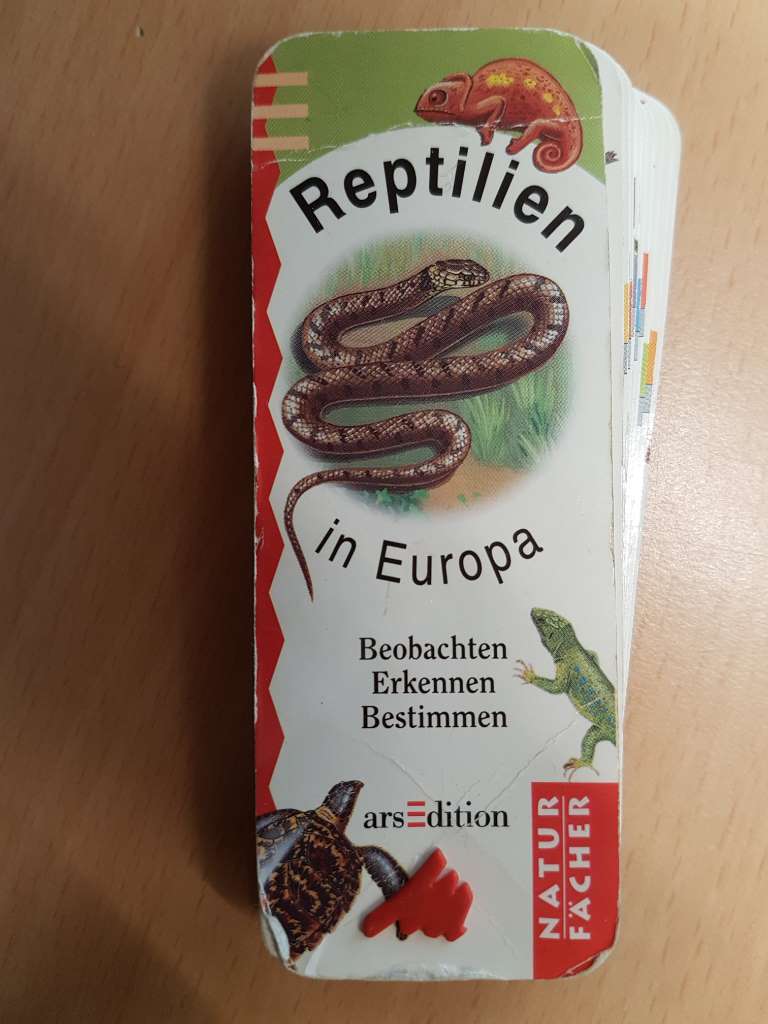 Reptilien
in Europa
Beobachten
Erkennen
Bestimmen
arsEdition
NATUR
FÄCHER